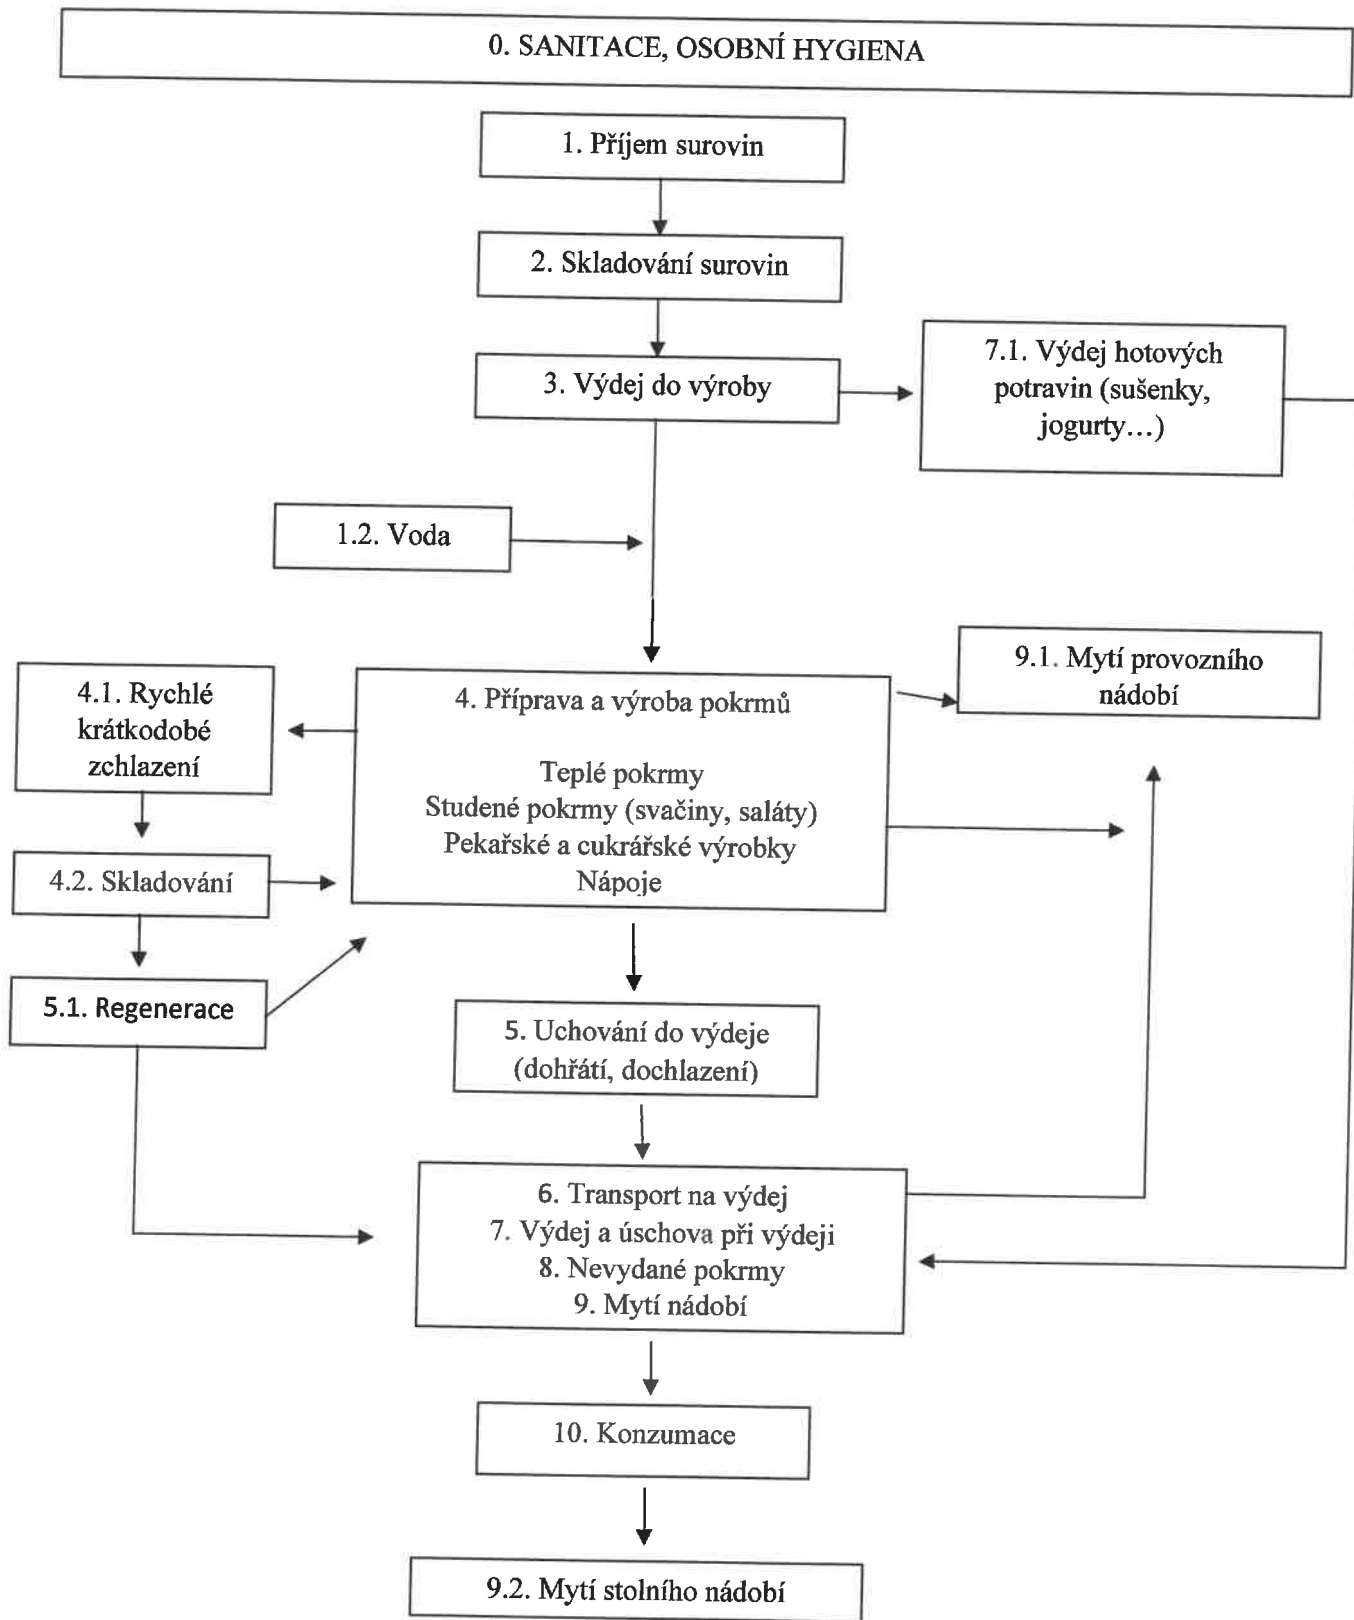 0. SANITACE, OSOBNÍ HYGIENA
1. Příjem surovin
2. Skladování surovin
3. Výdej do výroby
7.1. Výdej hotových
potravin (sušenky,
jogurty…)
1.2. Voda
9.1. Mytí provozního
nádobí
4.1. Rychlé
krátkodobé
zchlazení
4. Příprava a výroba pokrmů
Teplé pokrmy
Studené pokrmy (svačiny, saláty)
Pekařské a cukrářské výrobky
Nápoje
4.2. Skladování
5.1. Regenerace
5. Uchování do výdeje
(dohřátí, dochlazení)
6. Transport na výdej
7. Výdej a úschova při výdeji
8. Nevydané pokrmy
9. Mytí nádobí
10. Konzumace
9.2. Mytí stolního nádobí